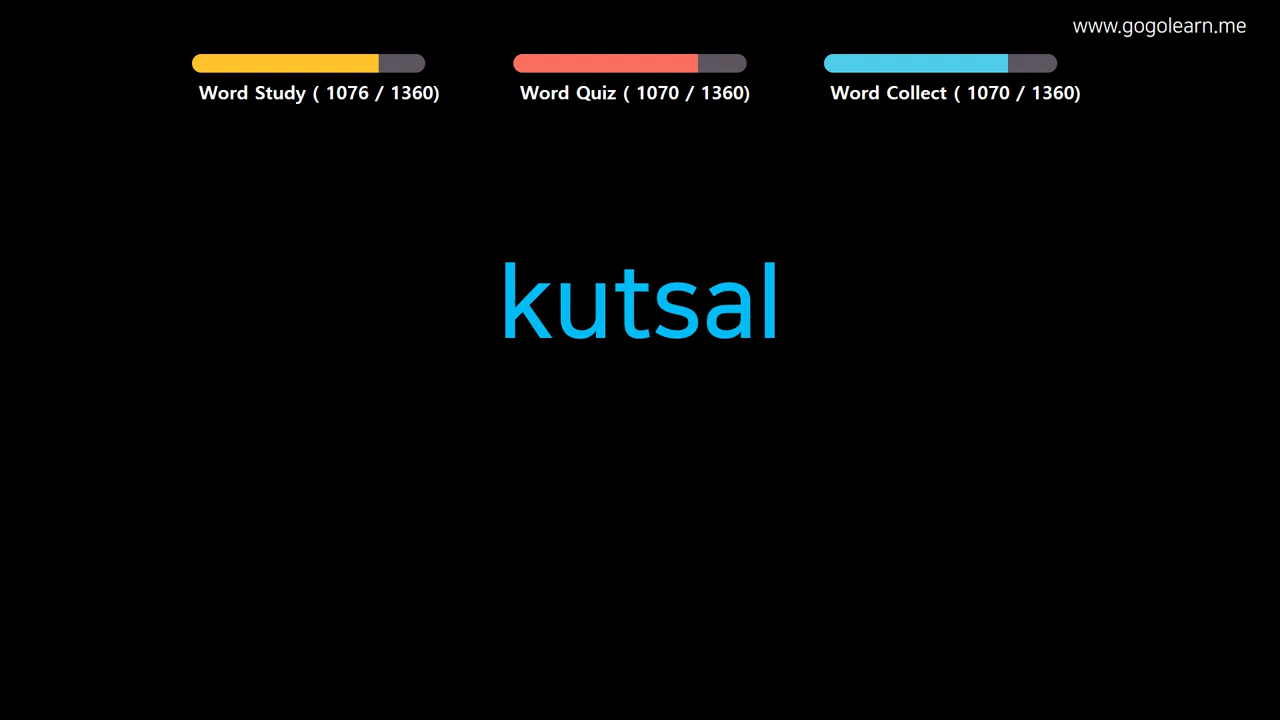 www.gogolearn.me
Word Study ( 1076 / 1360)
Word Quiz ( 1070 / 1360)
Word Collect ( 1070 / 1360)
kutsal